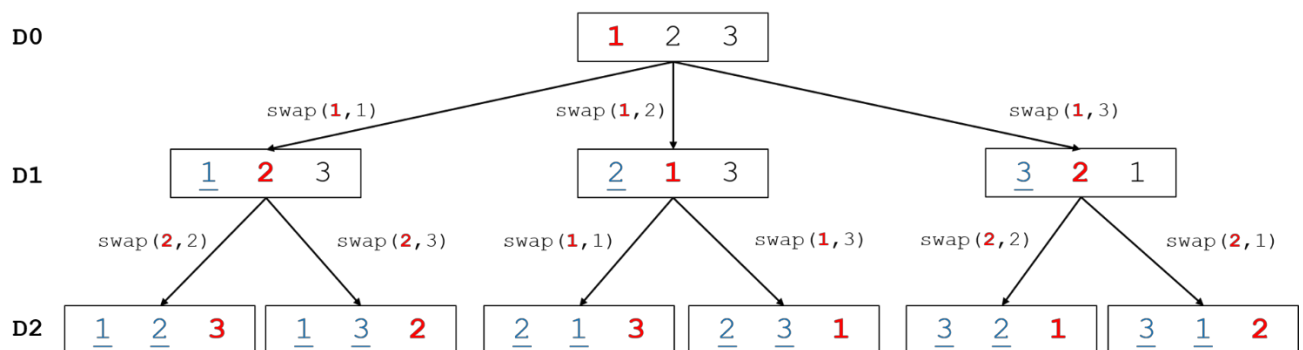 D0 1 2 3
swap(1,1) swap(1,2) swap(1,3)
D1 1 2 3 2 1 3 3 2 1
swap(2,2) swap(2,3) swap(1,1) swap(1,3) swap(2,2) swap(2,1)
D2 1 2 3 1 3 2 2 1 3 2 3 1 3 2 1 3 1 2